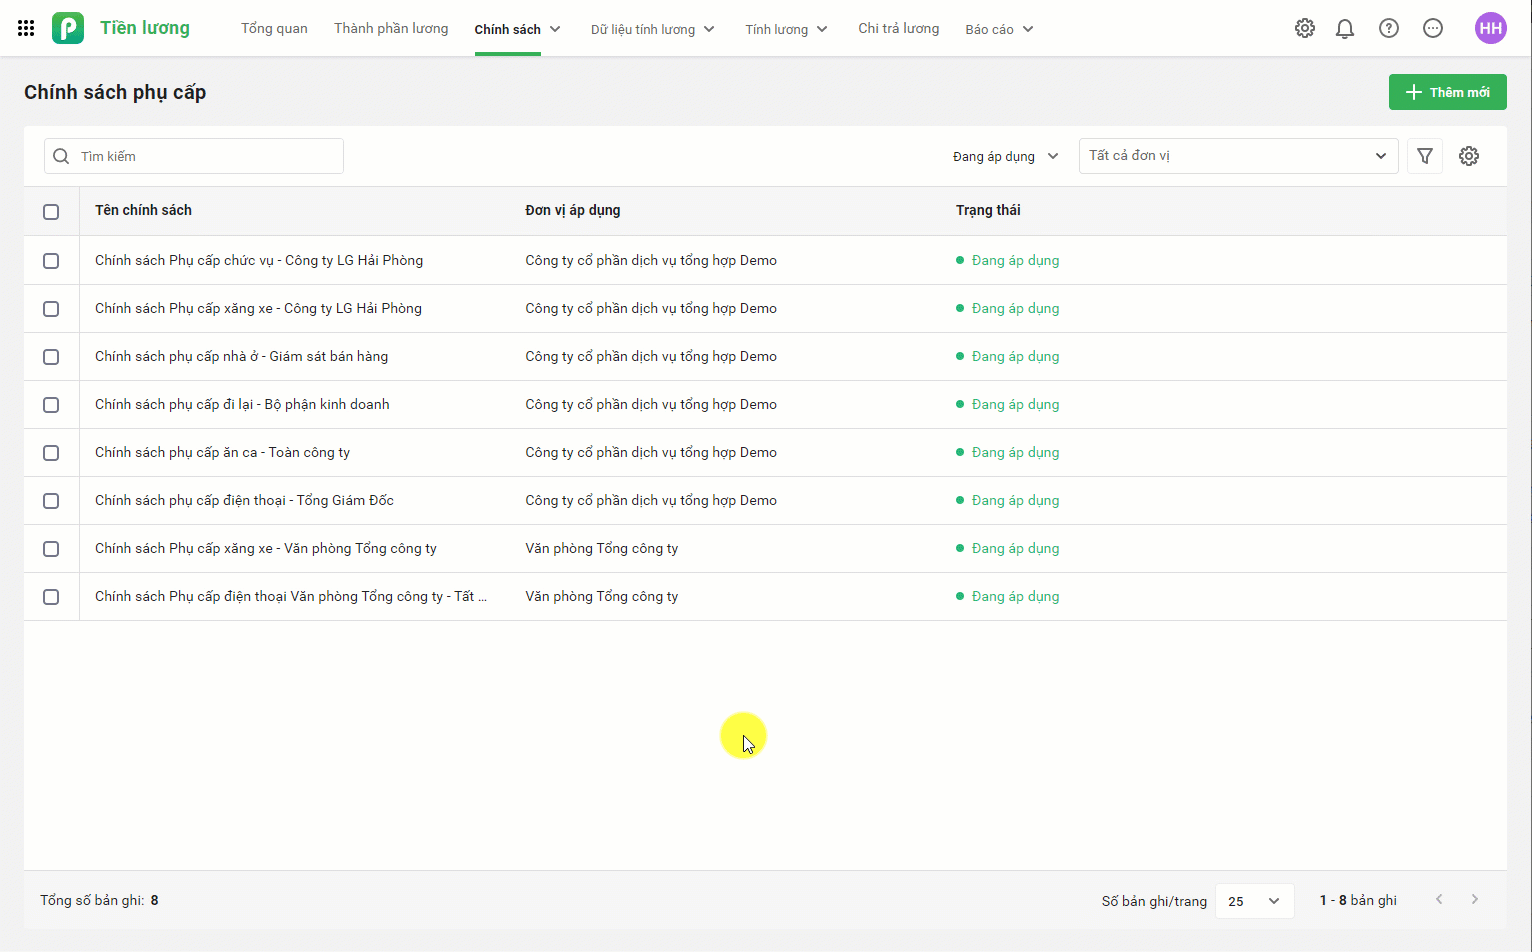 Tiền lương Tổng quan Thành phần lương Chính sách Dữ liệu tính lương Tính lương Chi trả lương Báo cáo HH
Chính sách phụ cấp Thêm mới
Tìm kiếm Đang áp dụng Tất cả đơn vị
Tên chính sách Đơn vị áp dụng Trạng thái
Chính sách Phụ cấp chức vụ - Công ty LG Hải Phòng Công ty cổ phần dịch vụ tổng hợp Demo Đang áp dụng
Chính sách Phụ cấp xăng xe - Công ty LG Hải Phòng Công ty cổ phần dịch vụ tổng hợp Demo Đang áp dụng
Chính sách phụ cấp nhà ở - Giám sát bán hàng Công ty cổ phần dịch vụ tổng hợp Demo Đang áp dụng
Chính sách phụ cấp đi lại - Bộ phận kinh doanh Công ty cổ phần dịch vụ tổng hợp Demo Đang áp dụng
Chính sách phụ cấp ăn ca - Toàn công ty Công ty cổ phần dịch vụ tổng hợp Demo Đang áp dụng
Chính sách phụ cấp điện thoại - Tổng Giám Đốc Công ty cổ phần dịch vụ tổng hợp Demo Đang áp dụng
Chính sách Phụ cấp xăng xe - Văn phòng Tổng công ty Văn phòng Tổng công ty Đang áp dụng
Chính sách Phụ cấp điện thoại Văn phòng Tổng công ty - Tất ... Văn phòng Tổng công ty Đang áp dụng
Tổng số bản ghi: 8 Số bản ghi/trang 25 1 - 8 bản ghi